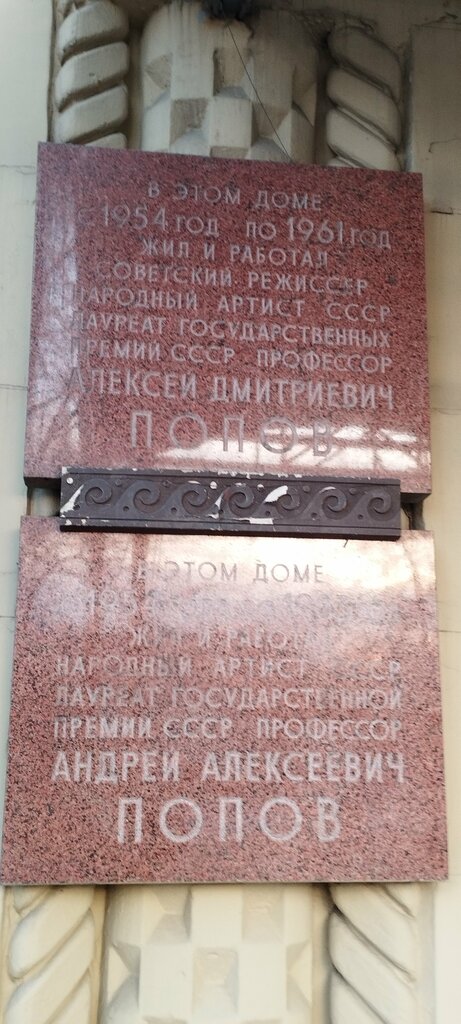 В ЭТОМ ДОМЕ
С 1954 ГОД ПО 1961 ГОД
ЖИЛ И РАБОТАЛ
СОВЕТСКИЙ РЕЖИССЕР
НАРОДНЫЙ АРТИСТ СССР
ЛАУРЕАТ ГОСУДАРСТВЕННЫХ
ПРЕМИЙ СССР ПРОФЕССОР
АЛЕКСЕЙ ДМИТРИЕВИЧ
ПОПОВ
В ЭТОМ ДОМЕ
ЖИЛ И РАБОТАЛ
НАРОДНЫЙ АРТИСТ СССР
ЛАУРЕАТ ГОСУДАРСТВЕННОЙ
ПРЕМИИ СССР ПРОФЕССОР
АНДРЕЙ АЛЕКСЕЕВИЧ
ПОПОВ